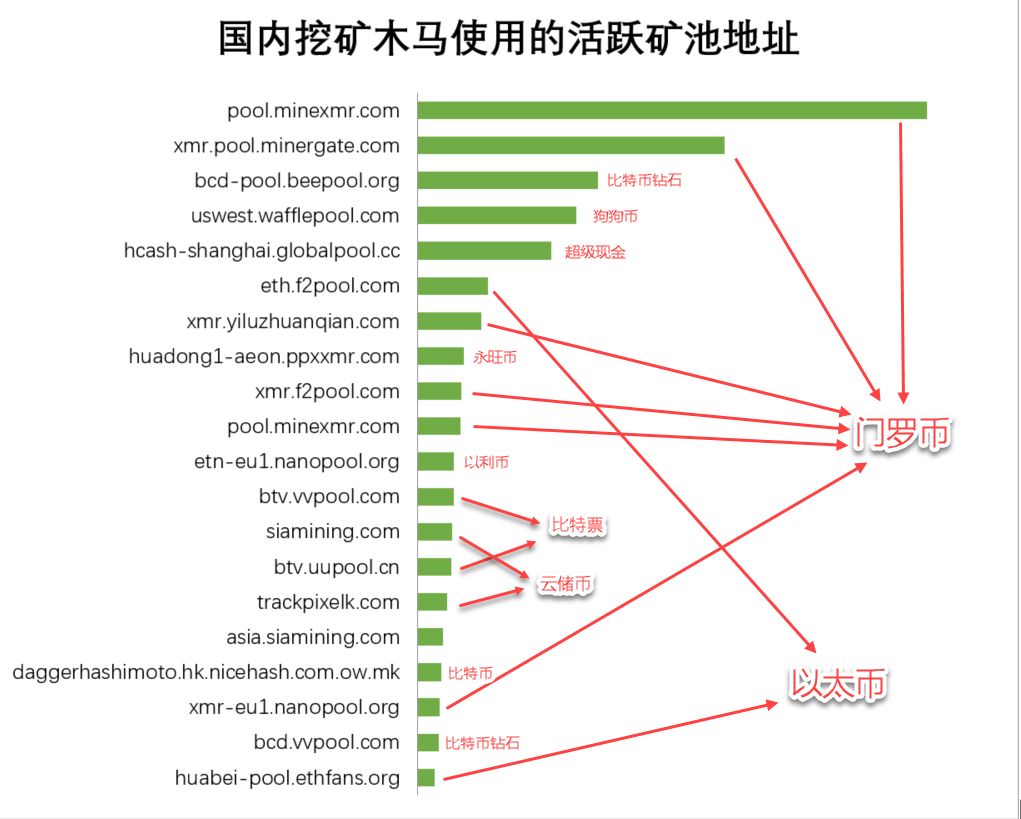 国内挖矿木马使用的活跃矿池地址
pool.minexmr.com
xmr.pool.minergate.com
bcd-pool.beepool.org 比特币钻石
uswest.wafflepool.com 狗狗币
hcash-shanghai.globalpool.cc 超级现金
eth.f2pool.com
xmr.yiluzhuanqian.com
huadong1-aeon.ppxxmr.com 永旺币
xmr.f2pool.com
pool.minexmr.com
门罗币
etn-eu1.nanopool.org 以利币
btv.vvpool.com
比特票
siamining.com
btv.uupool.cn
云储币
trackpixelk.com
asia.siamining.com
daggerhashimoto.hk.nicehash.com.ow.mk 比特币
以太币
xmr-eu1.nanopool.org
bcd.vvpool.com 比特币钻石
huabei-pool.ethfans.org